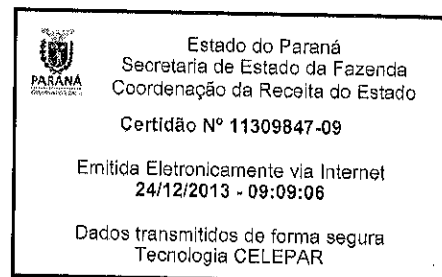 PARANÁ
Estado do Paraná
Secretaria de Estado da Fazenda
Coordenação da Receita do Estado
Certidão Nº 11309847-09
Emitida Eletronicamente via Internet
24/12/2013 - 09:09:06
Dados transmitidos de forma segura
Tecnologia CELEPAR